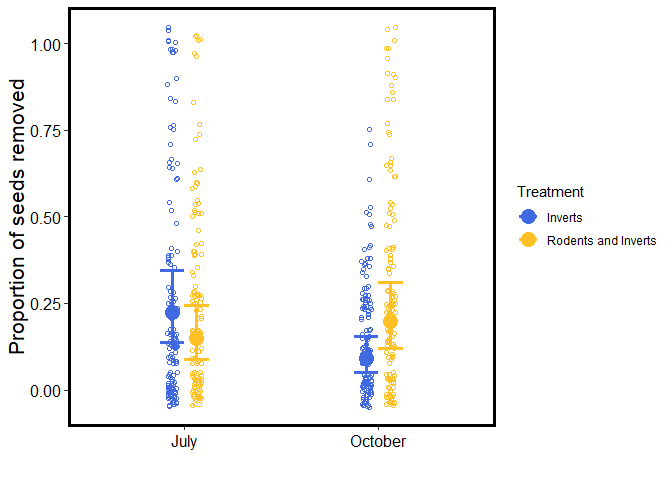 Proportion of seeds removed
1.00
0.75
0.50
0.25
0.00
July
October
Treatment
Inverts
Rodents and Inverts